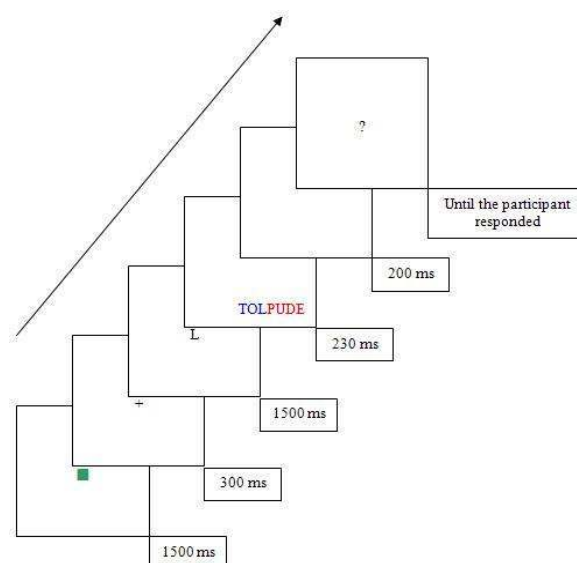 ?
Until the participant
responded
200 ms
TOLPUDE
L
230 ms
+
1500 ms
300 ms
1500 ms